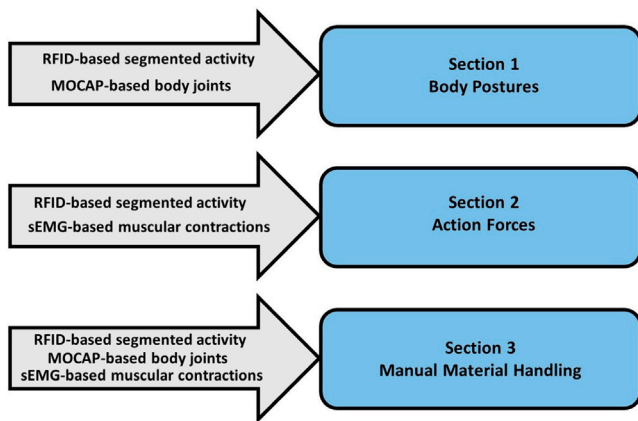 RFID-based segmented activity
MOCAP-based body joints
Section 1
Body Postures
RFID-based segmented activity
sEMG-based muscular contractions
Section 2
Action Forces
RFID-based segmented activity
MOCAP-based body joints
sEMG-based muscular contractions
Section 3
Manual Material Handling